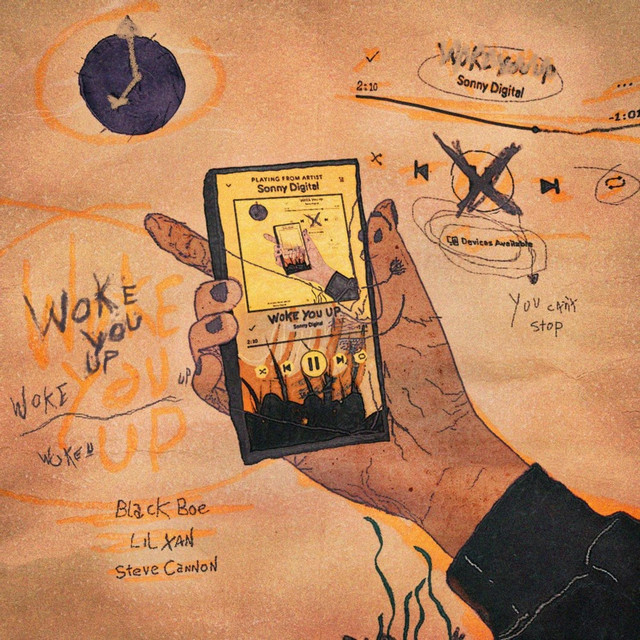 WOKE YOU UP
Sonny Digital
2:10
-1:01
PLAYING FROM ARTIST
Sonny Digital
WOKE YOU UP
Sonny Digital
2:10
Devices Available
YOU CAN'T
STOP
WOKE
YOU
UP
WOKE
YOU
UP
WOKE UP
WOKE U
Black Boe
LIL XAN
Steve Cannon